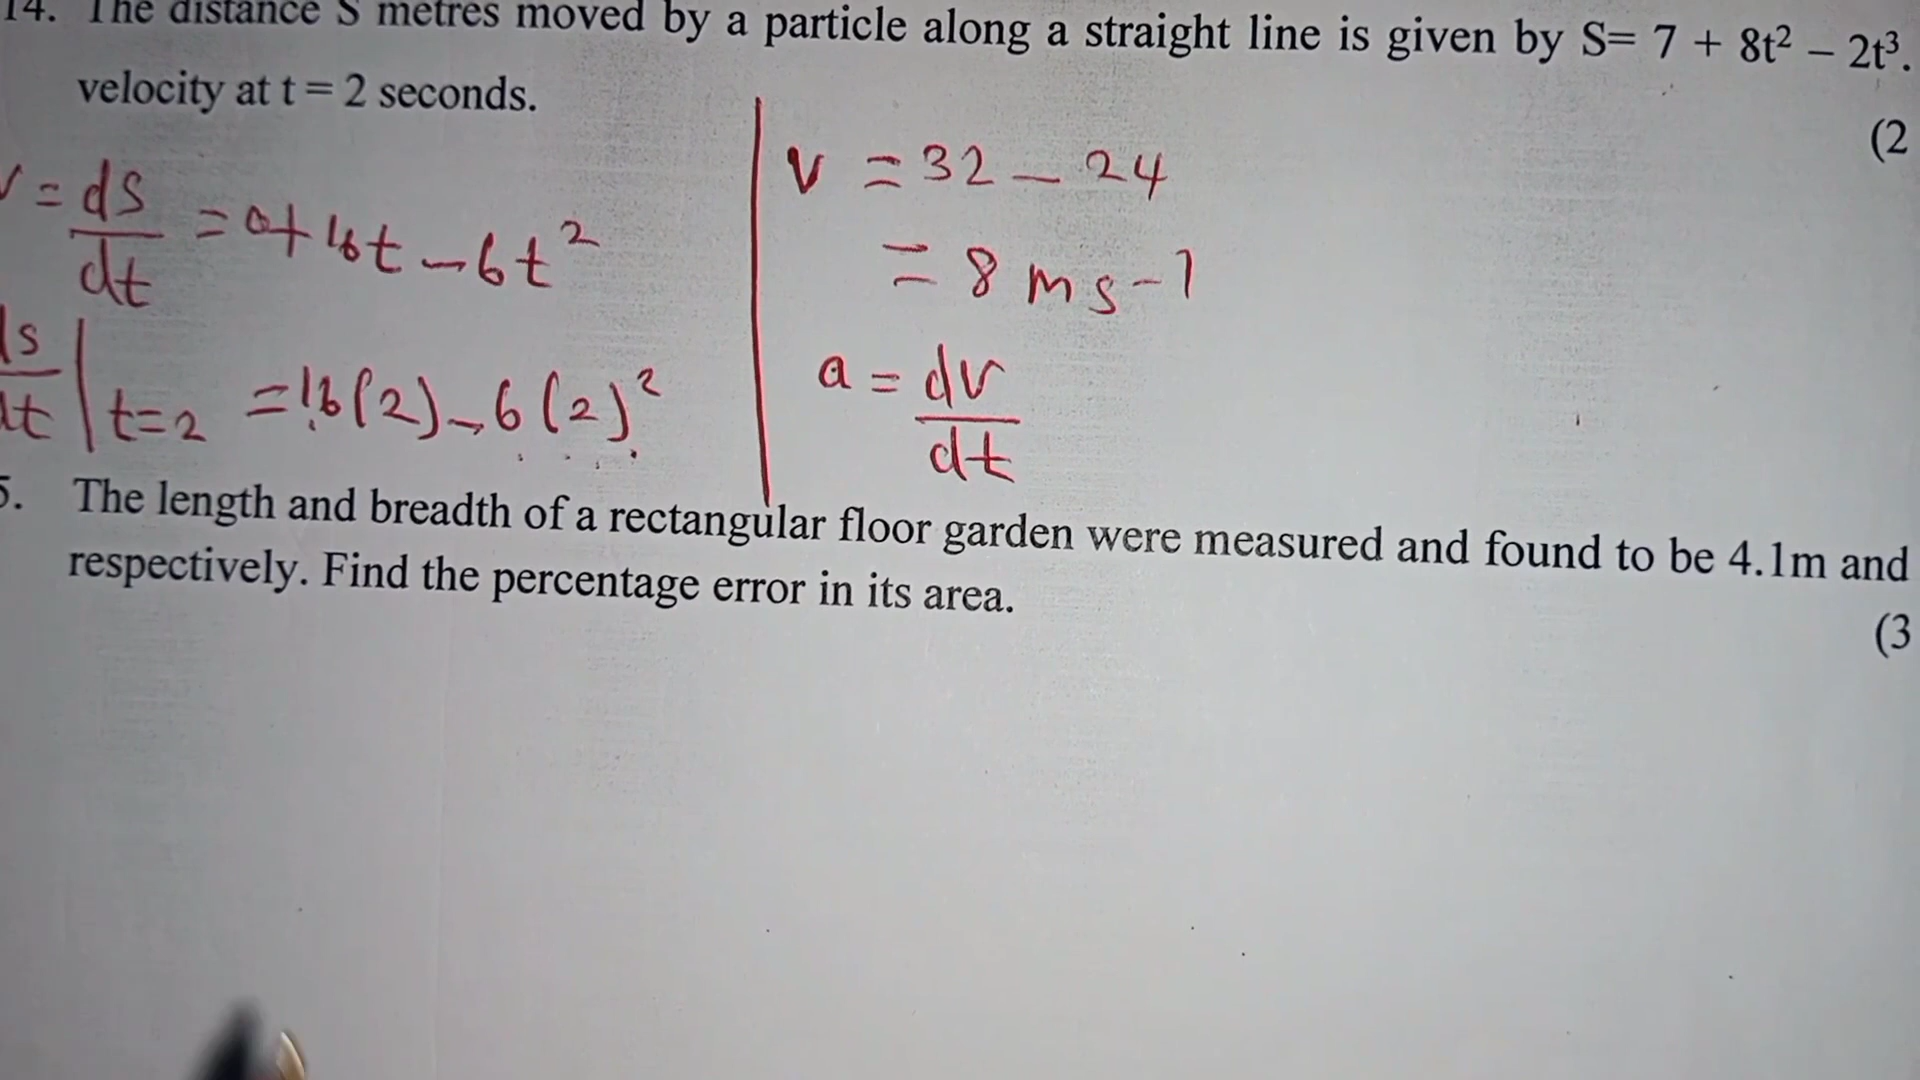 14. The distance S metres moved by a particle along a straight line is given by S= 7 + 8t² – 2t³.
velocity at t = 2 seconds.
(2
V = dS/dt = 0 + 16t – 6t²
ds/dt | t=2 = 16(2) – 6(2)²
V = 32 – 24
= 8 ms-1
a = dv/dt
5. The length and breadth of a rectangular floor garden were measured and found to be 4.1m and
respectively. Find the percentage error in its area.
(3